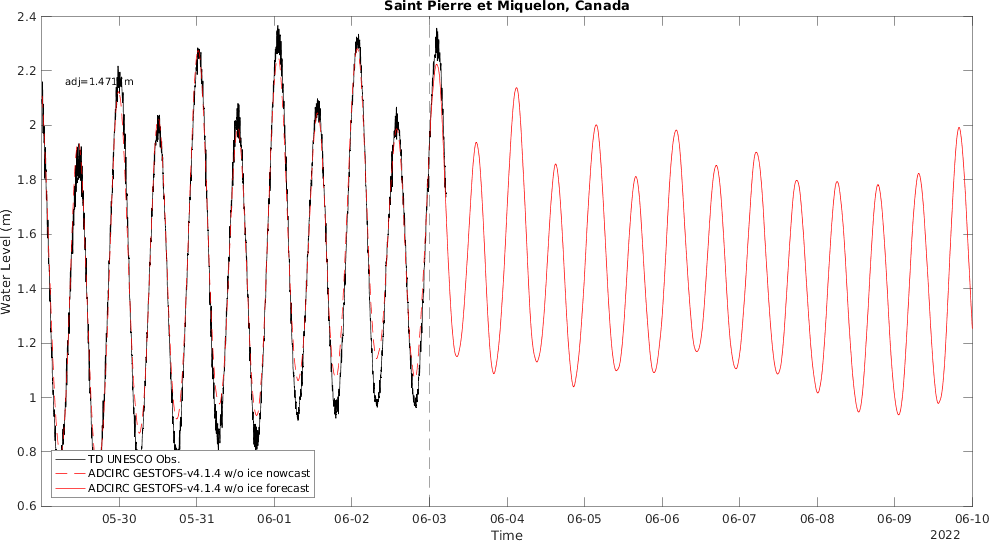 Saint Pierre et Miquelon, Canada
2.4
2.2
2
1.8
1.6
1.4
1.2
1
0.8
0.6
Water Level (m)
adj=1.471 m
TD UNESCO Obs.
ADCIRC GESTOFS-v4.1.4 w/o ice nowcast
ADCIRC GESTOFS-v4.1.4 w/o ice forecast
05-30 05-31 06-01 06-02 06-03 06-04 06-05 06-06 06-07 06-08 06-09 06-10
Time
2022